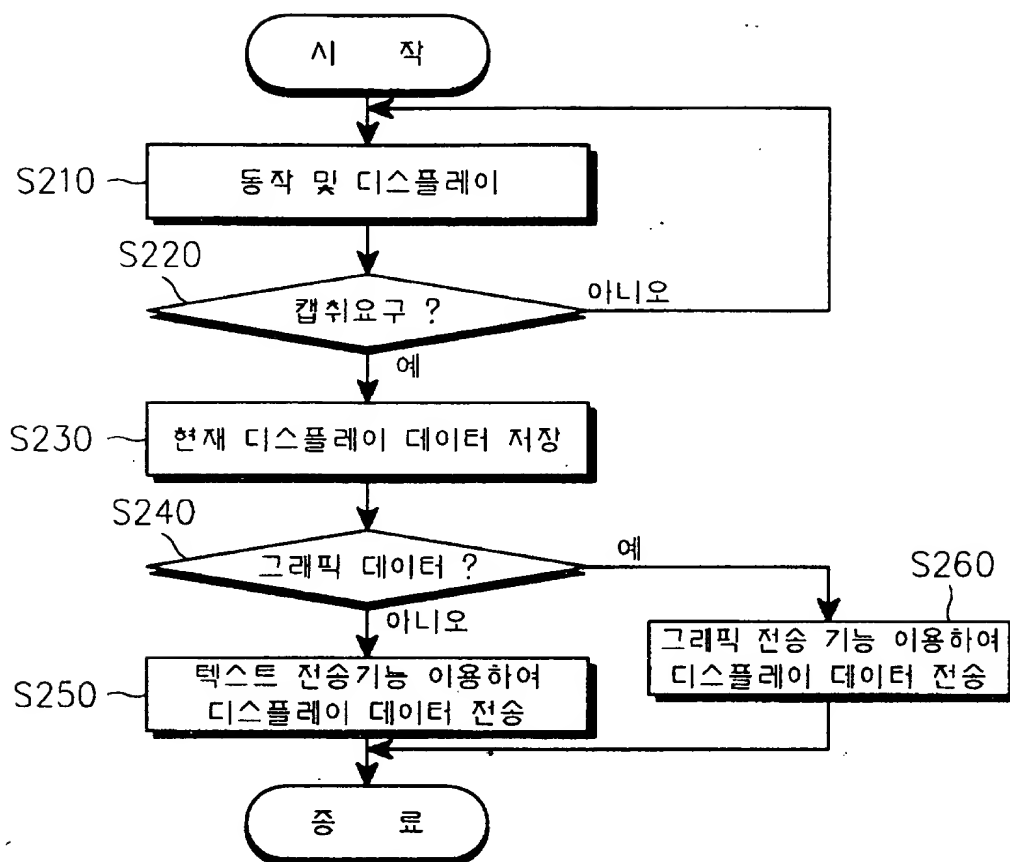 시 작
S210
동작 및 디스플레이
S220
캡취요구 ?
아니오
예
S230
현재 디스플레이 데이터 저장
S240
그래픽 데이터 ?
예
아니오
S260
그래픽 전송 기능 이용하여
디스플레이 데이터 전송
S250
텍스트 전송기능 이용하여
디스플레이 데이터 전송
종 료